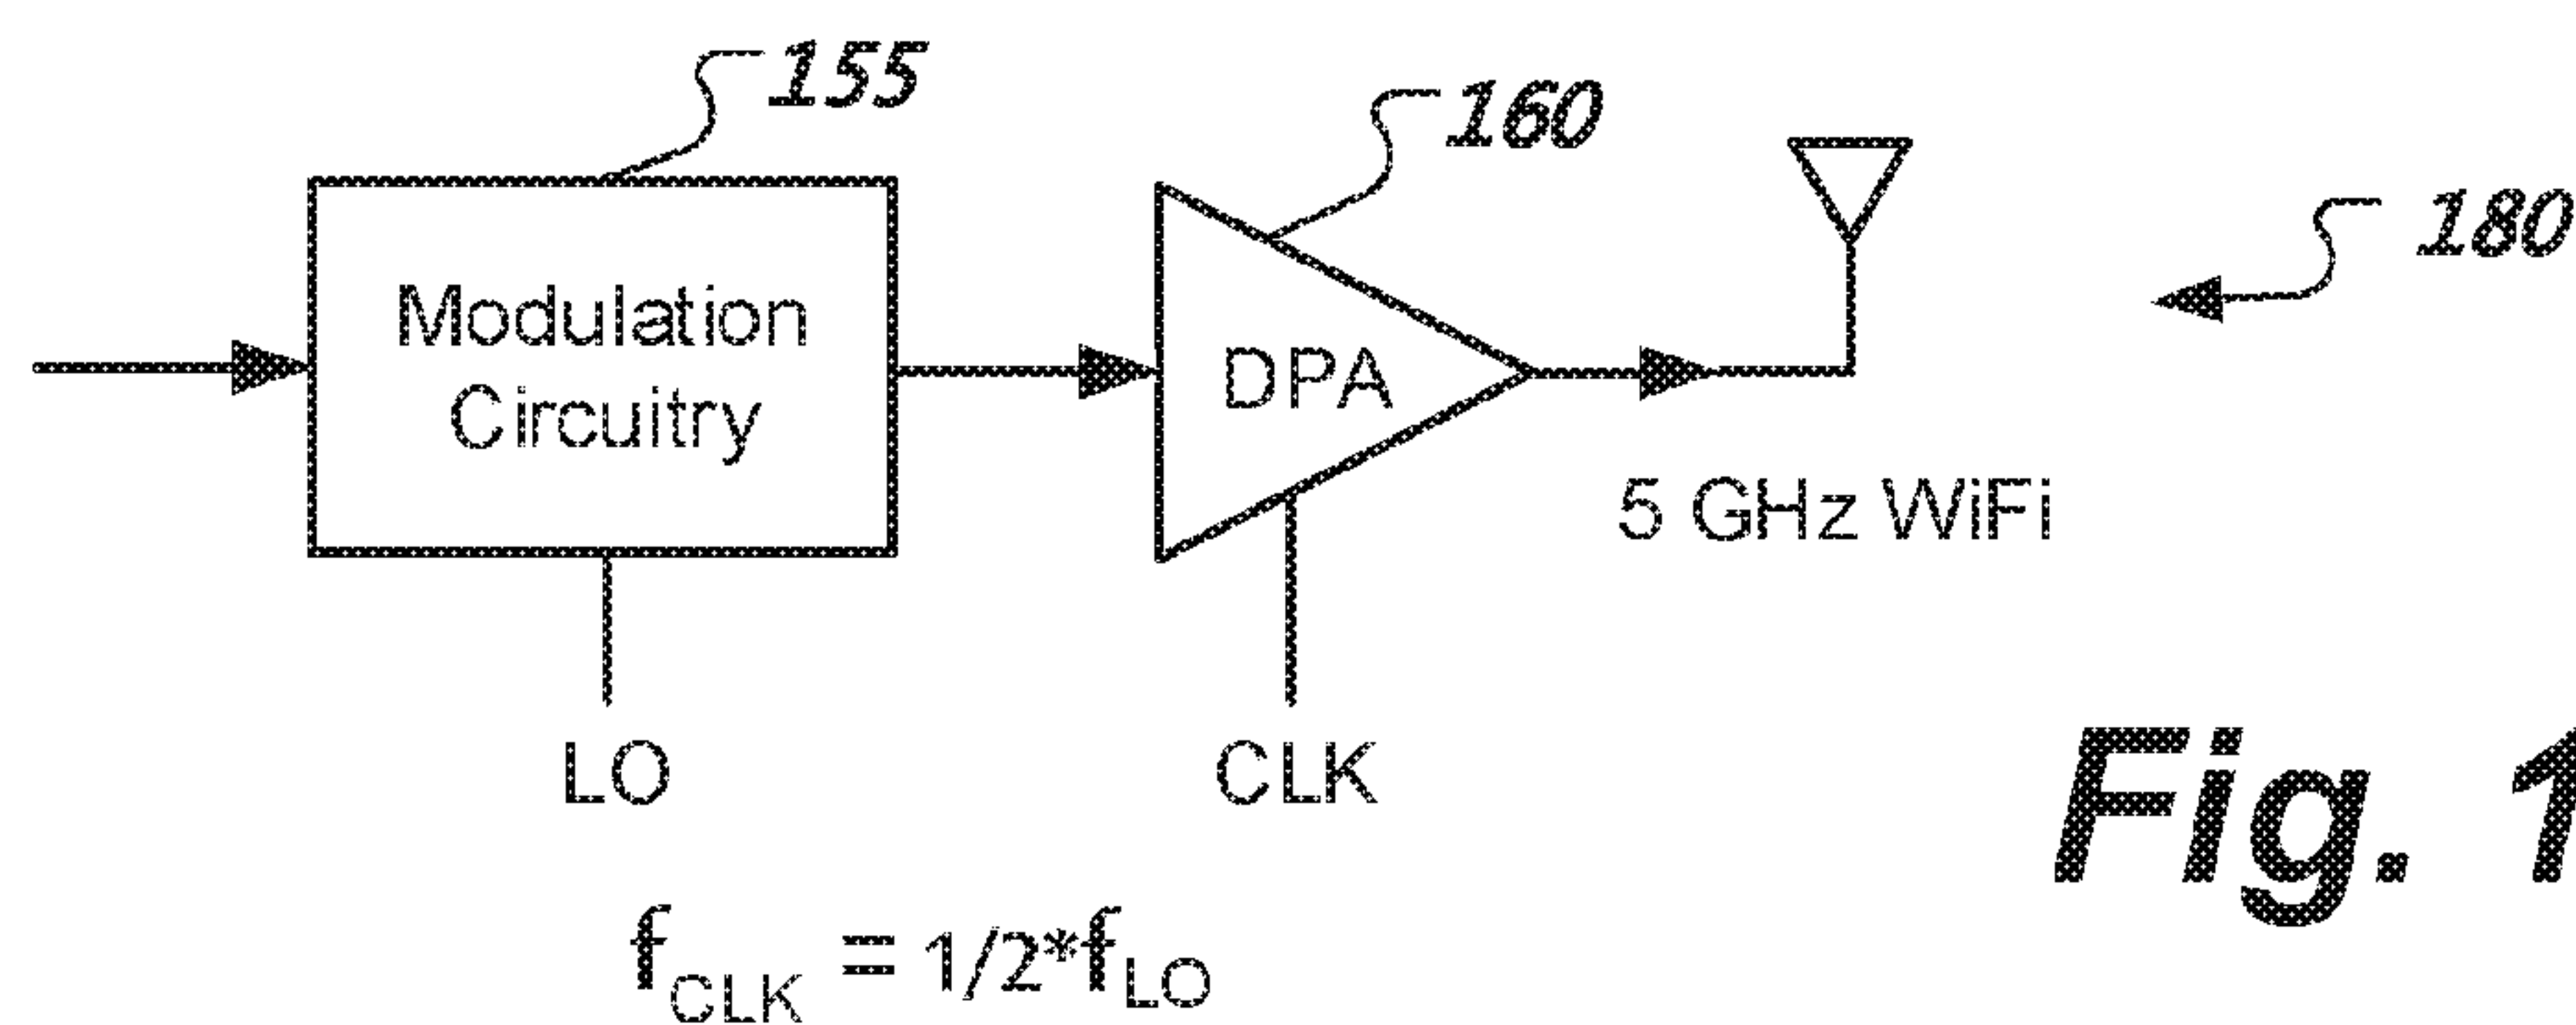 155
160
180
Modulation
Circuitry
DPA
5 GHz WiFi
LO
CLK
Fig. 1
f_CLK = 1/2*f_LO